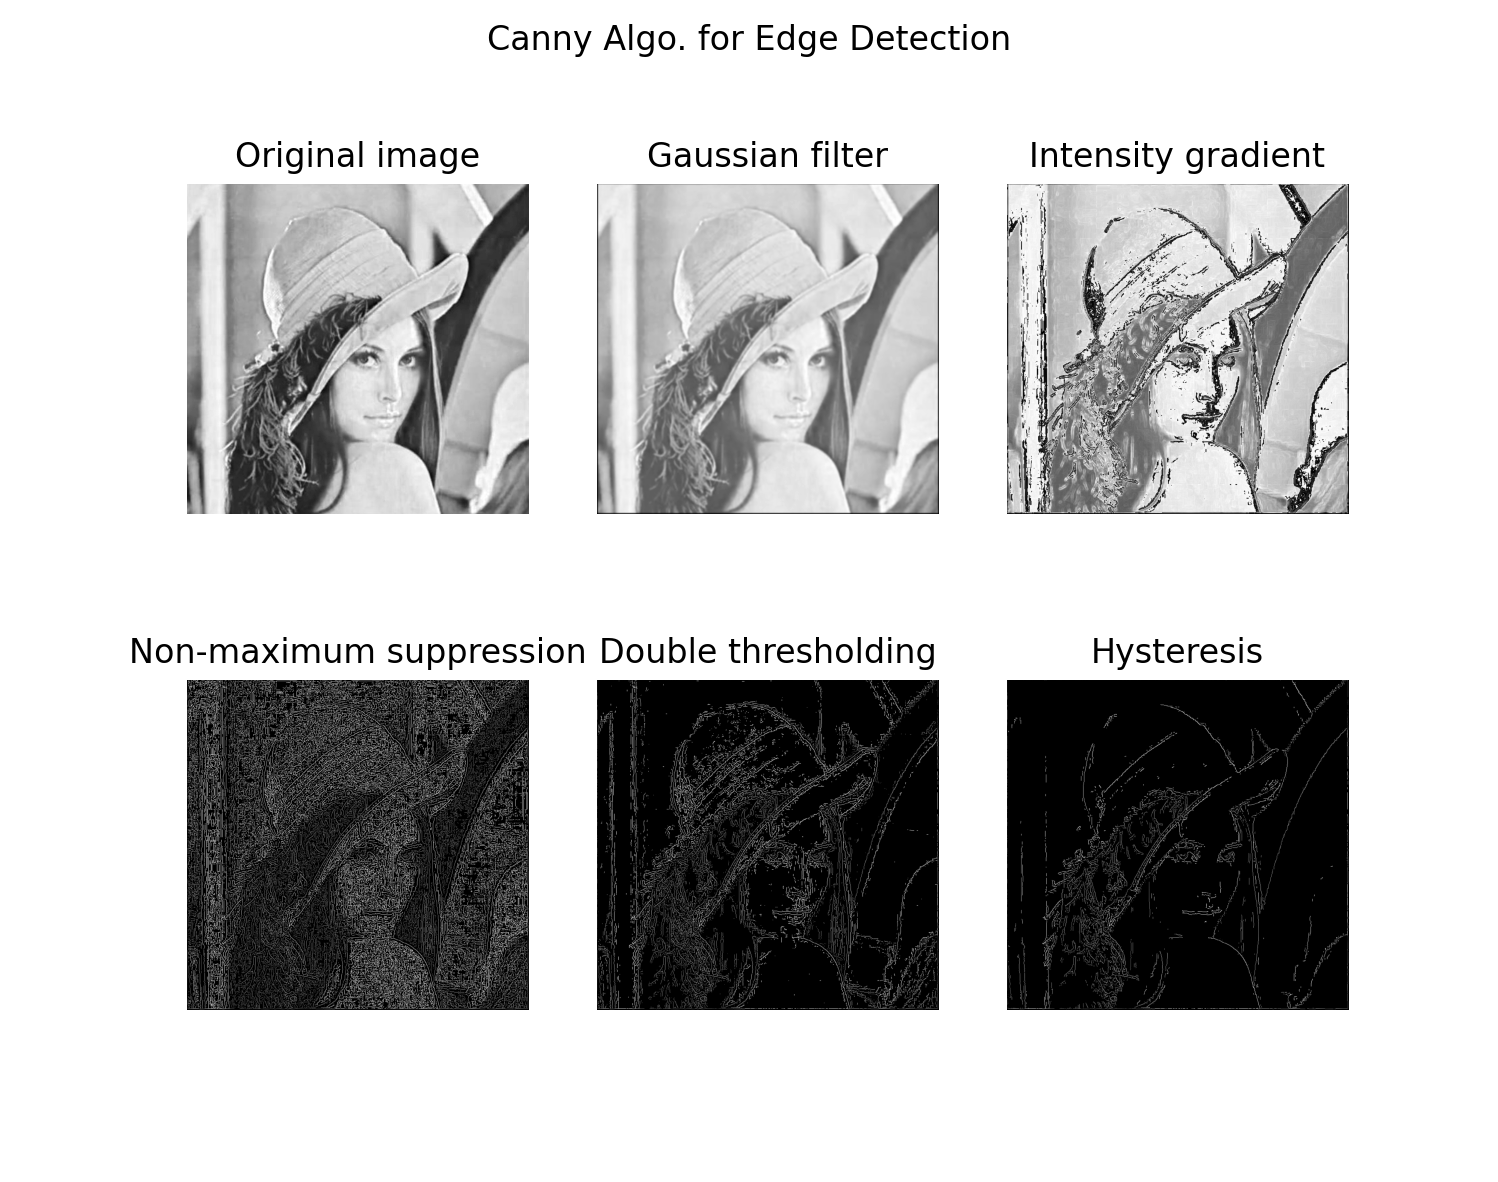 Canny Algo. for Edge Detection
Original image
Gaussian filter
Intensity gradient
Non-maximum suppression
Double thresholding
Hysteresis